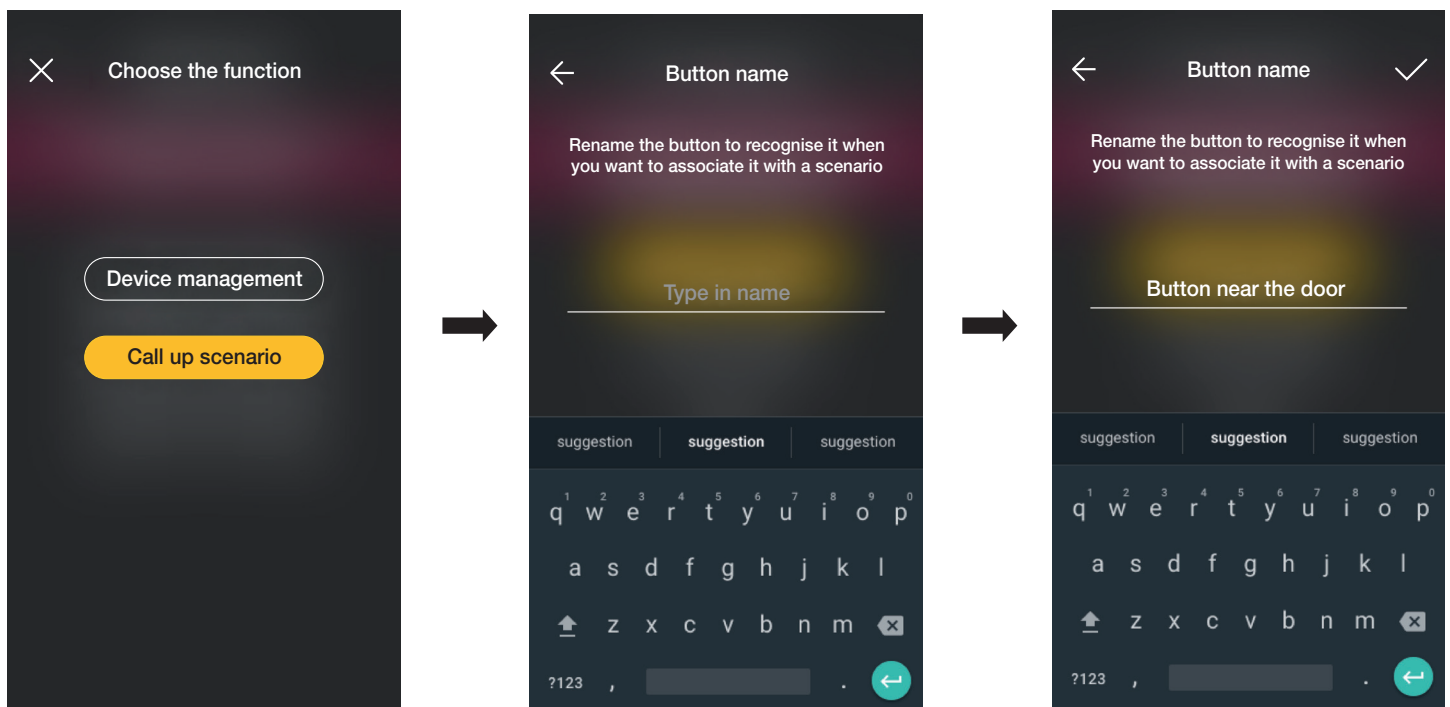 Choose the function
Device management
Call up scenario
Button name
Rename the button to recognise it when
you want to associate it with a scenario
Type in name
suggestion suggestion suggestion
1 2 3 4 5 6 7 8 9 0
q w e r t y u i o p
a s d f g h j k l
z x c v b n m
?123 , .
Button name
Rename the button to recognise it when
you want to associate it with a scenario
Button near the door
suggestion suggestion suggestion
1 2 3 4 5 6 7 8 9 0
q w e r t y u i o p
a s d f g h j k l
z x c v b n m
?123 , .